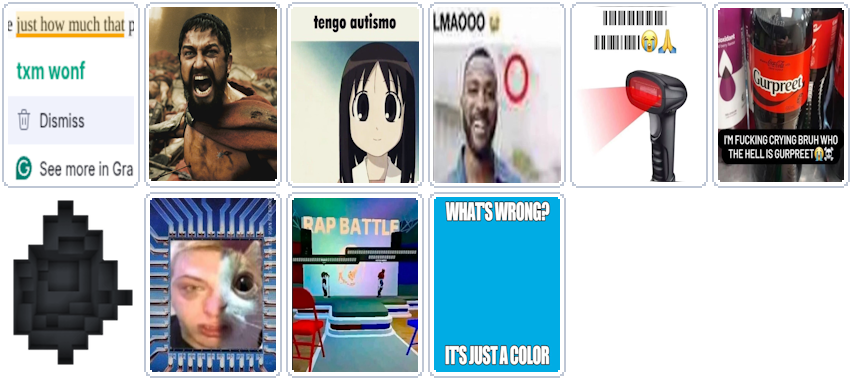 e just how much that p
txm wonf
Dismiss
See more in Gra
tengo autismo
LMAOOO 😹
😭🙏
Gurpreet
I'M FUCKING CRYING BRUH WHO
THE HELL IS GURPREET😭☠
RAP BATTLE
WHAT'S WRONG?
IT'S JUST A COLOR